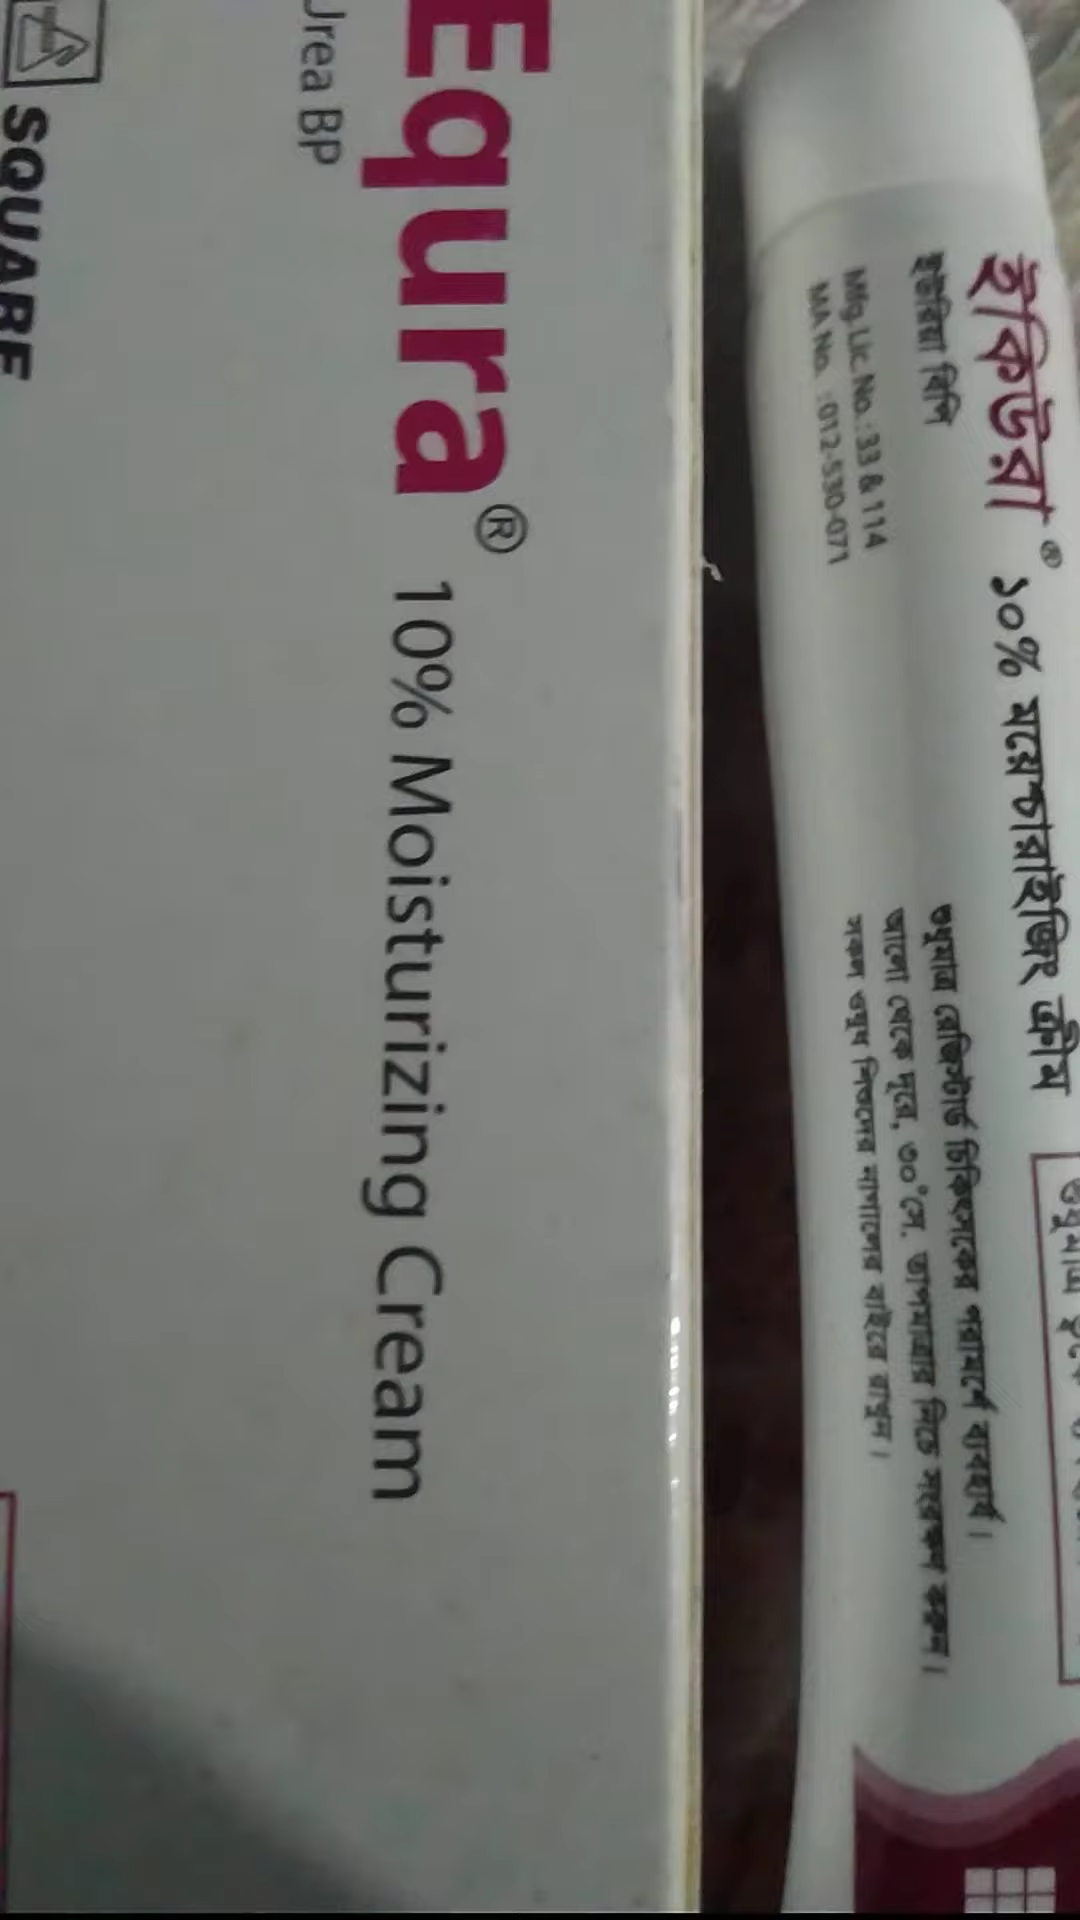 Equra® 10% Moisturizing Cream
Urea BP
SQUARE
ইকিউরা® ১০% ময়েশ্চারাইজিং ক্রীম
ইউরিয়া বিপি
Mfg. Lic. No. : 33 & 114
MA No. : 012-530-071
শুধুমাত্র রেজিস্টার্ড চিকিৎসকের পরামর্শে ব্যবহার্য।
আলো থেকে দূরে, ৩০°সে. তাপমাত্রার নিচে সংরক্ষণ করুন।
সকল ওষুধ শিশুদের নাগালের বাইরে রাখুন।
শুধুমাত্র